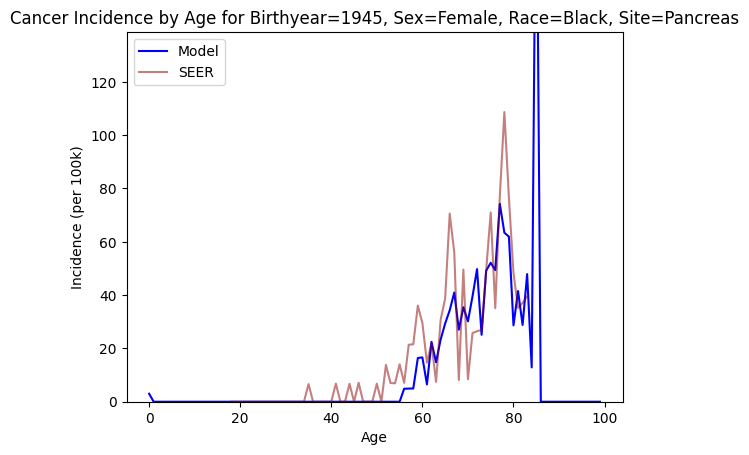 Cancer Incidence by Age for Birthyear=1945, Sex=Female, Race=Black, Site=Pancreas
Model
SEER
120
100
80
60
40
20
0
Incidence (per 100k)
0 20 40 60 80 100
Age